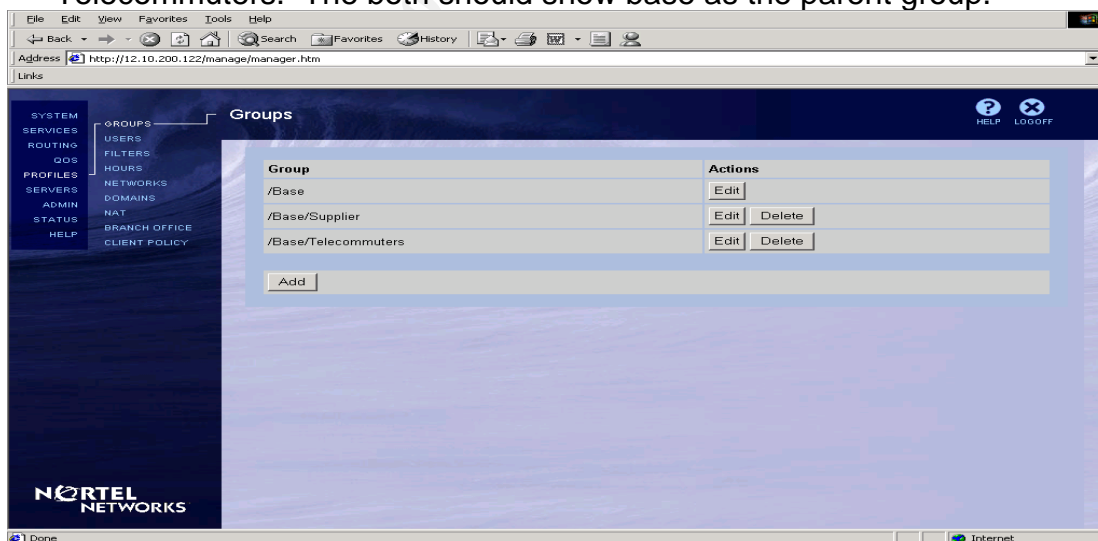 Telecommuters. The both should show base as the parent group.
File Edit View Favorites Tools Help
Back Search Favorites History
Address http://12.10.200.122/manage/manager.htm
Links
SYSTEM
SERVICES
ROUTING
QOS
PROFILES
SERVERS
ADMIN
STATUS
HELP
GROUPS
USERS
FILTERS
HOURS
NETWORKS
DOMAINS
NAT
BRANCH OFFICE
CLIENT POLICY
Groups
HELP LOGOFF
Group Actions
/Base Edit
/Base/Supplier Edit Delete
/Base/Telecommuters Edit Delete
Add
NORTEL
NETWORKS
Done Internet